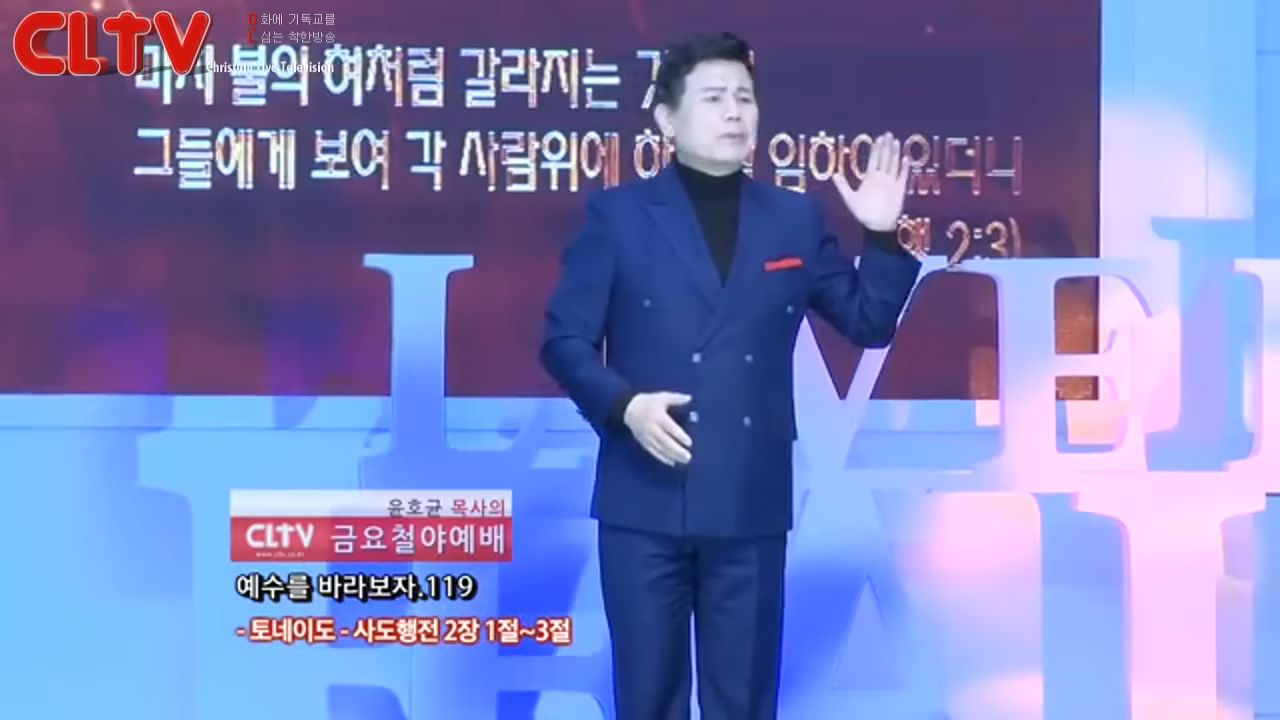 CLTV
문화에 기독교를
심는 착한방송
Christian Live Television
마치 불의 혀처럼 갈라지는
그들에게 보여 각 사람위에 임하여 있더니
2:3)
윤호균 목사의
CLTV 금요철야예배
예수를 바라보자.119
- 토네이도 - 사도행전 2장 1절~3절